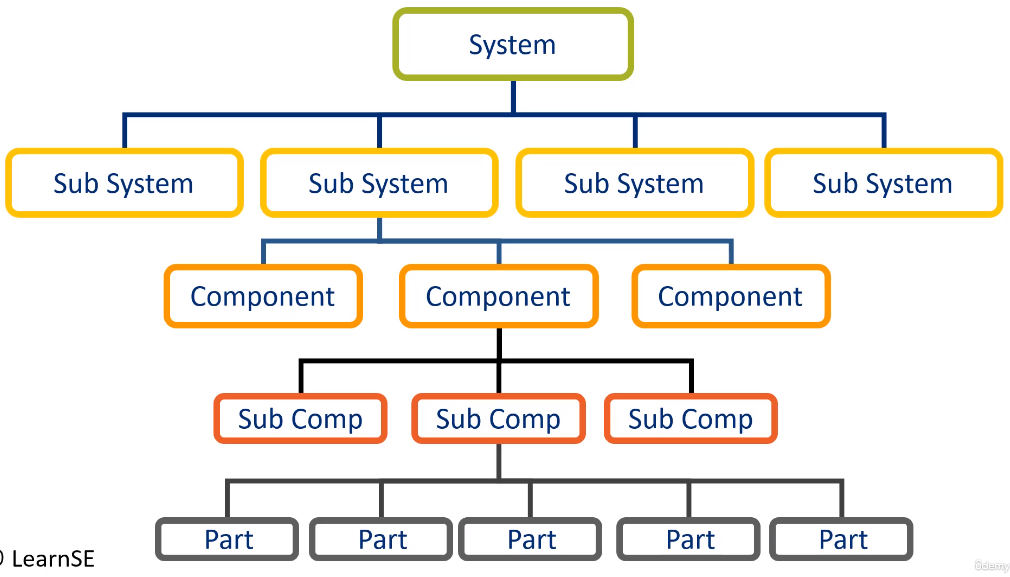 System
Sub System
Sub System
Sub System
Sub System
Component
Component
Component
Sub Comp
Sub Comp
Sub Comp
Part
Part
Part
Part
Part
LearnSE
ûdemy